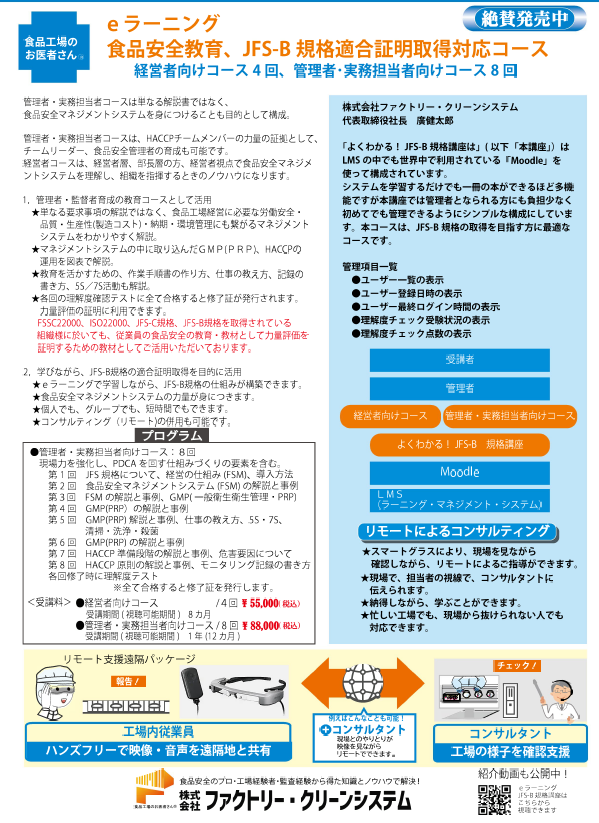 食品工場の
お医者さん®
eラーニング
絶賛発売中
食品安全教育、JFS-B 規格適合証明取得対応コース
経営者向けコース 4 回、管理者･実務担当者向けコース 8 回
管理者・実務担当者コースは単なる解説書ではなく、
食品安全マネジメントシステムを身につけることも目的として構成。
管理者・実務担当者コースは、HACCPチームメンバーの力量の証拠として、
チームリーダー、食品安全管理者の育成も可能です。
経営者コースは、経営者層、部長層の方、経営者視点で食品安全マネジメ
ントシステムを理解し、組織を指揮するときのノウハウになります。
1．管理者・監督者育成の教育コースとして活用
★単なる要求事項の解説ではなく、食品工場経営に必要な労働安全・
品質・生産性(製造コスト)・納期・環境管理にも繋がるマネジメント
システムをわかりやすく解説。
★マネジメントシステムの中に取り込んだＧＭＰ(ＰＲＰ)、HACCPの
運用を図表で解説。
★教育を活かすための、作業手順書の作り方、仕事の教え方、記録の
書き方、5S／7S活動も解説。
★各回の理解度確認テストに全て合格すると修了証が発行されます。
力量評価の証明に利用できます。
FSSC22000、ISO22000、JFS-C規格、JFS-B規格を取得されている
組織様に於いても、従業員の食品安全の教育・教材として力量評価を
証明するための教材としてご活用いただいております。
2．学びながら、JFS-B規格の適合証明取得を目的に活用
★ｅラーニングで学習しながら、JFS-B規格の仕組みが構築できます。
★食品安全マネジメントシステムの力量が身につきます。
★個人でも、グループでも、短時間でもできます。
★コンサルティング（リモート)の併用も可能です。
プログラム
●管理者・実務担当者向けコース：８回
現場力を強化し、PDCA を回す仕組みづくりの要素を含む。
第１回　JFS 規格について、経営の仕組み (FSM)、導入方法
第２回　食品安全マネジメントシステム (FSM) の解説と事例
第３回　FSM の解説と事例、GMP( 一般衛生衛生管理・PRP)
第４回　GMP(PRP）の解説と事例
第５回　GMP(PRP) 解説と事例、仕事の教え方、5S・7S、
清掃・洗浄・殺菌
第６回　GMP(PRP) の解説と事例
第７回　HACCP 準備段階の解説と事例、危害要因について
第８回　HACCP 原則の解説と事例、モニタリング記録の書き方
各回修了時に理解度テスト
※全て合格すると修了証を発行します。
＜受講料＞ ●経営者向けコース　/ 4 回 ¥ 55,000(税込)
受講期間 ( 視聴可能期間 )　8 カ月
●管理者・実務担当者向けコース / 8 回 ¥ 88,000(税込)
受講期間 ( 視聴可能期間 )　1 年 (12 カ月 )
株式会社ファクトリー・クリーンシステム
代表取締役社長　廣健太郎
「よくわかる！ JFS-B 規格講座は」( 以下「本講座」）は
LMS の中でも世界中で利用されている「Moodle」を
使って構成されています。
システムを学習するだけでも一冊の本ができるほど多機
能ですが本講座では管理者となられる方にも負担少なく
初めてでも管理できるようにシンプルな構成にしていま
す。本コースは、JFS-B 規格の取得を目指す方に最適な
コースです。
管理項目一覧
●ユーザー一覧の表示
●ユーザー登録日時の表示
●ユーザー最終ログイン時間の表示:
●理解度チェック受験状況の表示
●理解度チェック点数の表示
受講者
管理者
経営者向けコース
管理者・実務担当者向けコース
よくわかる！ JFS-B　規格講座
Moodle
ＬＭＳ
（ラーニング・マネジメント・システム)
リモートによるコンサルティング
★スマートグラスにより、現場を見ながら
確認しながら、リモートによるご指導ができます。
★現場で、担当者の視線で、コンサルタントに
伝えられます。
★納得しながら、学ぶことができます。
★忙しい工場でも、現場から抜けられない人でも
対応できます。
リモート支援遠隔パッケージ
報告！
チェック！
工場内従業員
ハンズフリーで映像・音声を遠隔地と共有
例えばこんなことも可能！
コンサルタント
現場とのやりとりが
映像を見ながら
リモートでできます。
コンサルタント
工場の様子を確認支援
食品安全のプロ・工場経験者・監査経験から得た知識とノウハウで解決！
食品工場のお医者さん®
株式会社 ファクトリー・クリーンシステム
紹介動画も公開中！
ｅラーニング
JFS-B 規格講座は
こちらから
視聴できます